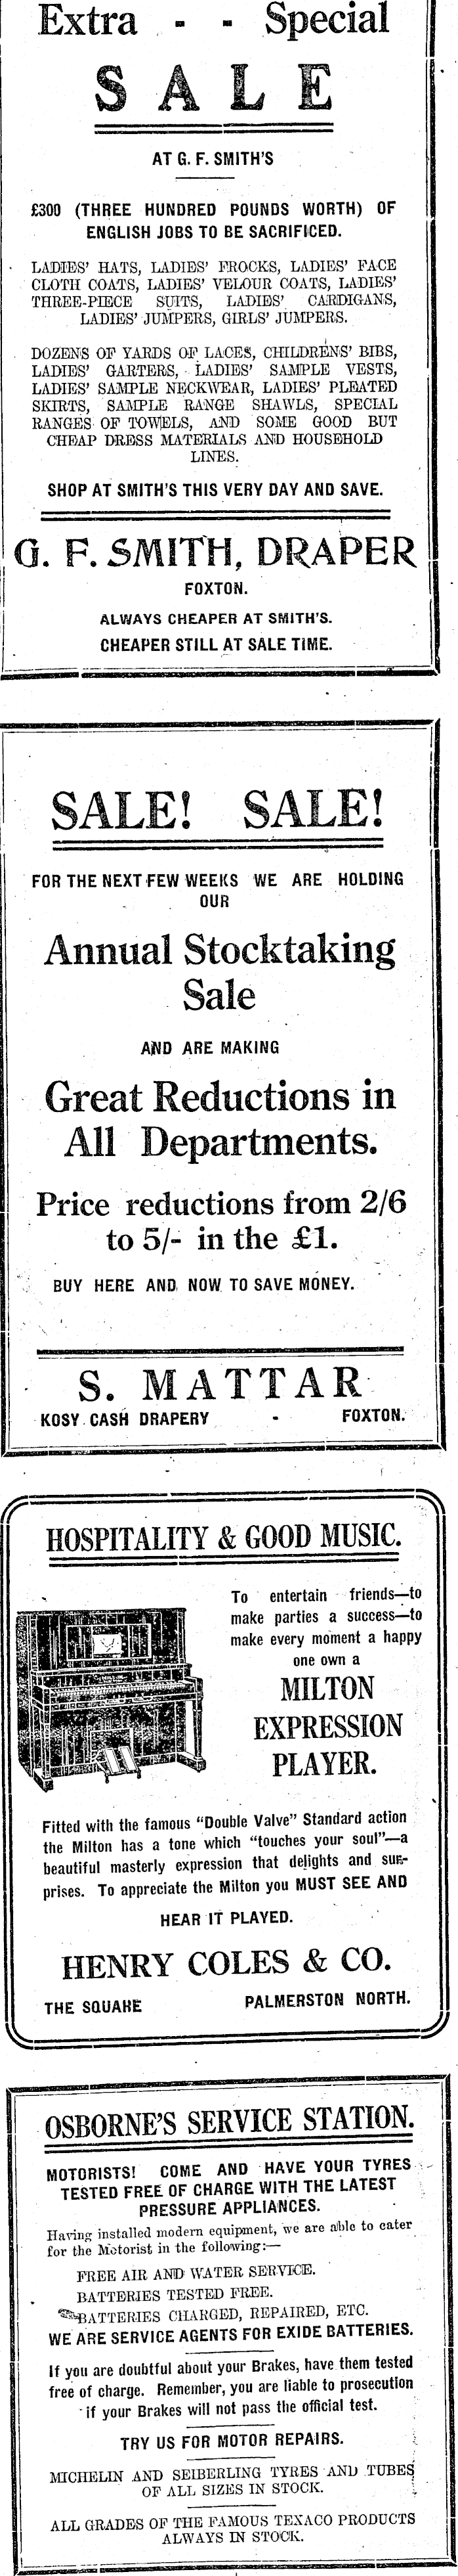 Extra - - Special
SALE
AT G. F. SMITH'S
£300 (THREE HUNDRED POUNDS WORTH) OF
ENGLISH JOBS TO BE SACRIFICED.
LADIES' HATS, LADIES' FROCKS, LADIES' FACE
CLOTH COATS, LADIES' VELOUR COATS, LADIES'
THREE-PIECE SUITS, LADIES' CARDIGANS,
LADIES' JUMPERS, GIRLS' JUMPERS.
DOZENS OF YARDS OF LACES, CHILDRENS' BIBS,
LADIES' GARTERS, LADIES' SAMPLE VESTS,
LADIES' SAMPLE NECKWEAR, LADIES' PLEATED
SKIRTS, SAMPLE RANGE SHAWLS, SPECIAL
RANGES OF TOWELS, AND SOME GOOD BUT
CHEAP DRESS MATERIALS AND HOUSEHOLD
LINES.
SHOP AT SMITH'S THIS VERY DAY AND SAVE.
G. F. SMITH, DRAPER
FOXTON.
ALWAYS CHEAPER AT SMITH'S.
CHEAPER STILL AT SALE TIME.
SALE! SALE!
FOR THE NEXT FEW WEEKS WE ARE HOLDING
OUR
Annual Stocktaking
Sale
AND ARE MAKING
Great Reductions in
All Departments.
Price reductions from 2/6
to 5/- in the £1.
BUY HERE AND NOW TO SAVE MONEY.
S. MATTAR
KOSY CASH DRAPERY - FOXTON.
HOSPITALITY & GOOD MUSIC.
To entertain friends—to
make parties a success—to
make every moment a happy
one own a
MILTON
EXPRESSION
PLAYER.
Fitted with the famous "Double Valve" Standard action
the Milton has a tone which "touches your soul"—a
beautiful masterly expression that delights and sur-
prises. To appreciate the Milton you MUST SEE AND
HEAR IT PLAYED.
HENRY COLES & CO.
THE SQUARE PALMERSTON NORTH.
OSBORNE'S SERVICE STATION.
MOTORISTS! COME AND HAVE YOUR TYRES
TESTED FREE OF CHARGE WITH THE LATEST
PRESSURE APPLIANCES.
Having installed modern equipment, we are able to cater
for the Motorist in the following:—
FREE AIR AND WATER SERVICE.
BATTERIES TESTED FREE.
BATTERIES CHARGED, REPAIRED, ETC.
WE ARE SERVICE AGENTS FOR EXIDE BATTERIES.
If you are doubtful about your Brakes, have them tested
free of charge. Remember, you are liable to prosecution
if your Brakes will not pass the official test.
TRY US FOR MOTOR REPAIRS.
MICHELIN AND SEIBERLING TYRES AND TUBES
OF ALL SIZES IN STOCK.
ALL GRADES OF THE FAMOUS TEXACO PRODUCTS
ALWAYS IN STOCK.